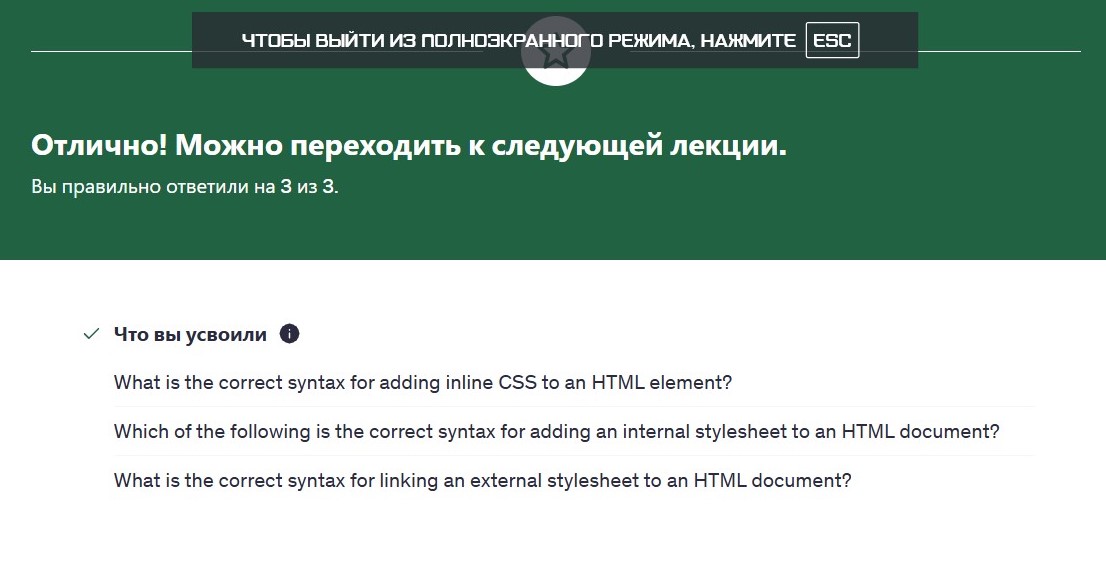 ЧТОБЫ ВЫЙТИ ИЗ ПОЛНОЭКРАННОГО РЕЖИМА, НАЖМИТЕ ESC
Отлично! Можно переходить к следующей лекции.
Вы правильно ответили на 3 из 3.
Что вы усвоили
What is the correct syntax for adding inline CSS to an HTML element?
Which of the following is the correct syntax for adding an internal stylesheet to an HTML document?
What is the correct syntax for linking an external stylesheet to an HTML document?